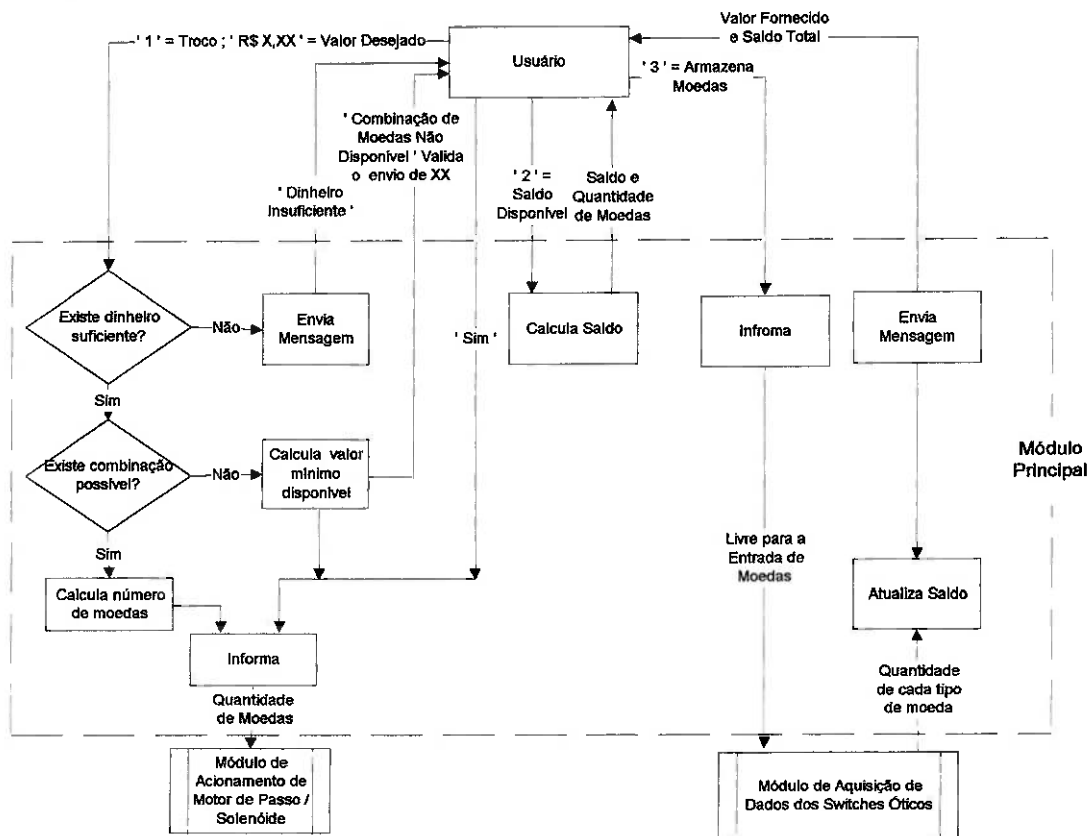 ' 1 ' = Troco ; ' R$ X,XX ' = Valor Desejado
Usuário
Valor Fornecido
e Saldo Total
' 3 ' = Armazena
Moedas
' Combinação de
Moedas Não
Disponível ' Valida
o envio de XX
' Dinheiro
Insuficiente '
' 2 ' =
Saldo
Disponível
Saldo e
Quantidade
de Moedas
Existe dinheiro
suficiente?
Não
Envia
Mensagem
' Sim '
Calcula Saldo
Infroma
Envia
Mensagem
Sim
Existe combinação
possível?
Não
Calcula valor
mínimo
disponível
Módulo
Principal
Sim
Calcula número
de moedas
Livre para a
Entrada de
Moedas
Atualiza Saldo
Informa
Quantidade
de Moedas
Quantidade
de cada tipo
de moeda
Módulo de
Acionamento de
Motor de Passo /
Solenóide
Módulo de Aquisição de
Dados dos Switches Óticos